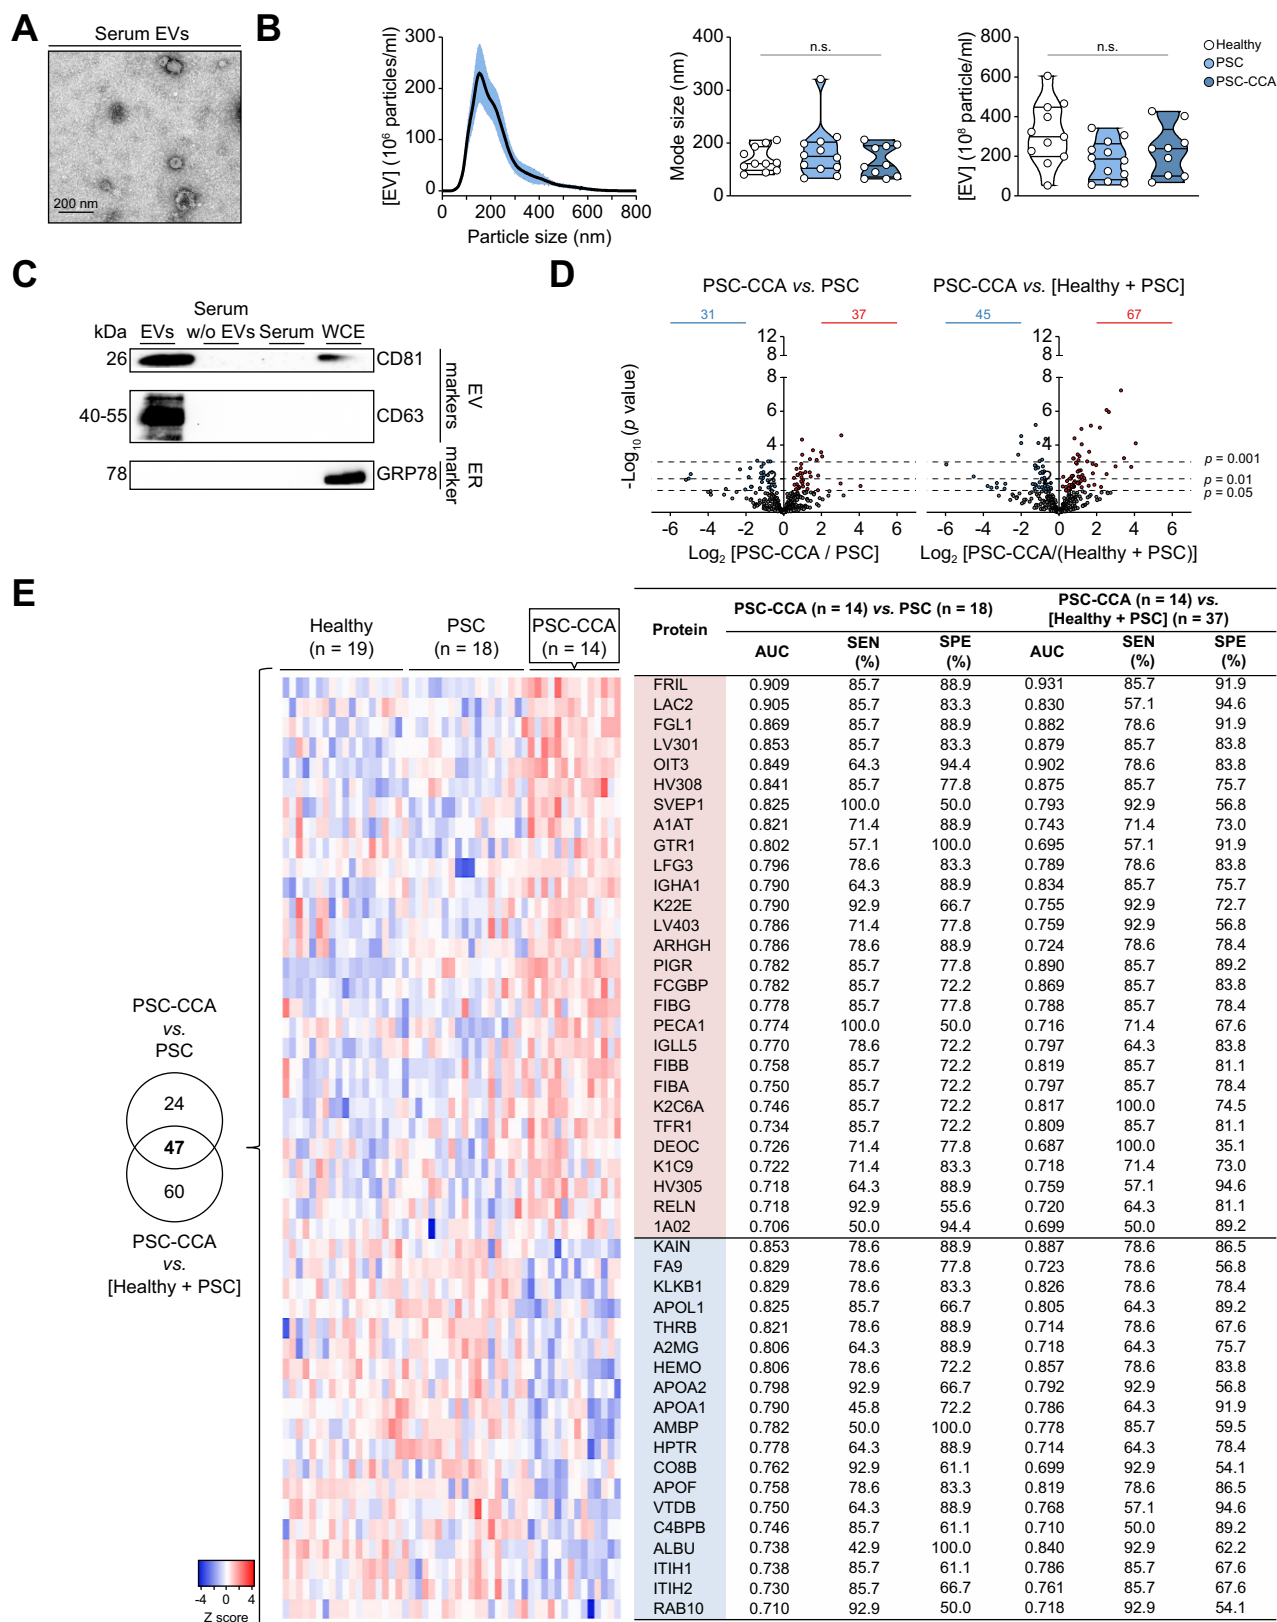 A
Serum EVs
200 nm
B
[EV] (10⁶ particles/ml)
300
200
100
0
0 200 400 600 800
Particle size (nm)
Mode size (nm)
400
300
200
100
0
n.s.
[EV] (10⁸ particle/ml)
800
600
400
200
0
n.s.
Healthy
PSC
PSC-CCA
C
kDa
EVs
Serum
w/o EVs
Serum
WCE
26
CD81
40-55
CD63
78
GRP78
EV
markers
ER
marker
D
PSC-CCA vs. PSC
31
37
12
8
8
6
4
2
-Log₁₀ (p value)
-6 -4 -2 0 2 4 6
Log₂ [PSC-CCA / PSC]
PSC-CCA vs. [Healthy + PSC]
45
67
12
8
8
6
4
2
p = 0.001
p = 0.01
p = 0.05
-6 -4 -2 0 2 4 6
Log₂ [PSC-CCA/(Healthy + PSC)]
E
PSC-CCA
vs.
PSC
24
47
60
PSC-CCA
vs.
[Healthy + PSC]
Healthy
(n = 19)
PSC
(n = 18)
PSC-CCA
(n = 14)
-4 0 4
Z score
Protein
PSC-CCA (n = 14) vs. PSC (n = 18)
PSC-CCA (n = 14) vs.
[Healthy + PSC] (n = 37)
AUC SEN (%) SPE (%) AUC SEN (%) SPE (%)
FRIL 0.909 85.7 88.9 0.931 85.7 91.9
LAC2 0.905 85.7 83.3 0.830 57.1 94.6
FGL1 0.869 85.7 88.9 0.882 78.6 91.9
LV301 0.853 85.7 83.3 0.879 85.7 83.8
OIT3 0.849 64.3 94.4 0.902 78.6 83.8
HV308 0.841 85.7 77.8 0.875 85.7 75.7
SVEP1 0.825 100.0 50.0 0.793 92.9 56.8
A1AT 0.821 71.4 88.9 0.743 71.4 73.0
GTR1 0.802 57.1 100.0 0.695 57.1 91.9
LFG3 0.796 78.6 83.3 0.789 78.6 83.8
IGHA1 0.790 64.3 88.9 0.834 85.7 75.7
K22E 0.790 92.9 66.7 0.755 92.9 72.7
LV403 0.786 71.4 77.8 0.759 92.9 56.8
ARHGH 0.786 78.6 88.9 0.724 78.6 78.4
PIGR 0.782 85.7 77.8 0.890 85.7 89.2
FCGBP 0.782 85.7 72.2 0.869 85.7 83.8
FIBG 0.778 85.7 77.8 0.788 85.7 78.4
PECA1 0.774 100.0 50.0 0.716 71.4 67.6
IGLL5 0.770 78.6 72.2 0.797 64.3 83.8
FIBB 0.758 85.7 72.2 0.819 85.7 81.1
FIBA 0.750 85.7 72.2 0.797 85.7 78.4
K2C6A 0.746 85.7 72.2 0.817 100.0 74.5
TFR1 0.734 85.7 72.2 0.809 85.7 81.1
DEOC 0.726 71.4 77.8 0.687 100.0 35.1
K1C9 0.722 71.4 83.3 0.718 71.4 73.0
HV305 0.718 64.3 88.9 0.759 57.1 94.6
RELN 0.718 92.9 55.6 0.720 64.3 81.1
1A02 0.706 50.0 94.4 0.699 50.0 89.2
KAIN 0.853 78.6 88.9 0.887 78.6 86.5
FA9 0.829 78.6 77.8 0.723 78.6 56.8
KLKB1 0.829 78.6 83.3 0.826 78.6 78.4
APOL1 0.825 85.7 66.7 0.805 64.3 89.2
THRB 0.821 78.6 88.9 0.714 78.6 67.6
A2MG 0.806 64.3 88.9 0.718 64.3 75.7
HEMO 0.806 78.6 72.2 0.857 78.6 83.8
APOA2 0.798 92.9 66.7 0.792 92.9 56.8
APOA1 0.790 45.8 72.2 0.786 64.3 91.9
AMBP 0.782 50.0 100.0 0.778 85.7 59.5
HPTR 0.778 64.3 88.9 0.714 64.3 78.4
CO8B 0.762 92.9 61.1 0.699 92.9 54.1
APOF 0.758 78.6 83.3 0.819 78.6 86.5
VTDB 0.750 64.3 88.9 0.768 57.1 94.6
C4BPB 0.746 85.7 61.1 0.710 50.0 89.2
ALBU 0.738 42.9 100.0 0.840 92.9 62.2
ITIH1 0.738 85.7 61.1 0.786 85.7 67.6
ITIH2 0.730 85.7 66.7 0.761 85.7 67.6
RAB10 0.710 92.9 50.0 0.718 92.9 54.1